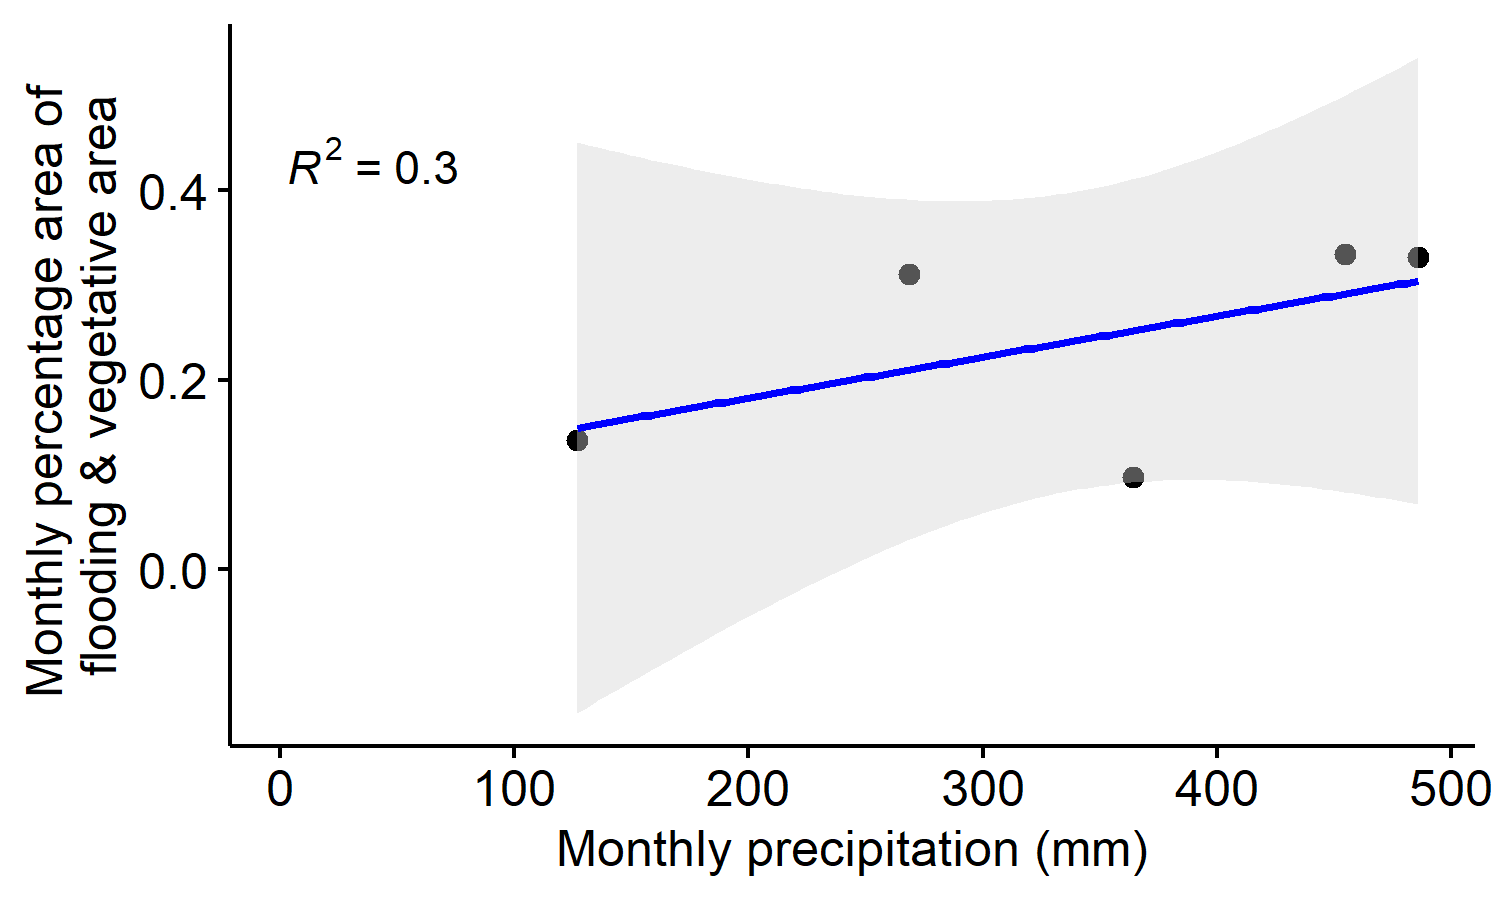 Monthly percentage area of
flooding & vegetative area
R² = 0.3
0.4
0.2
0.0
0 100 200 300 400 500
Monthly precipitation (mm)